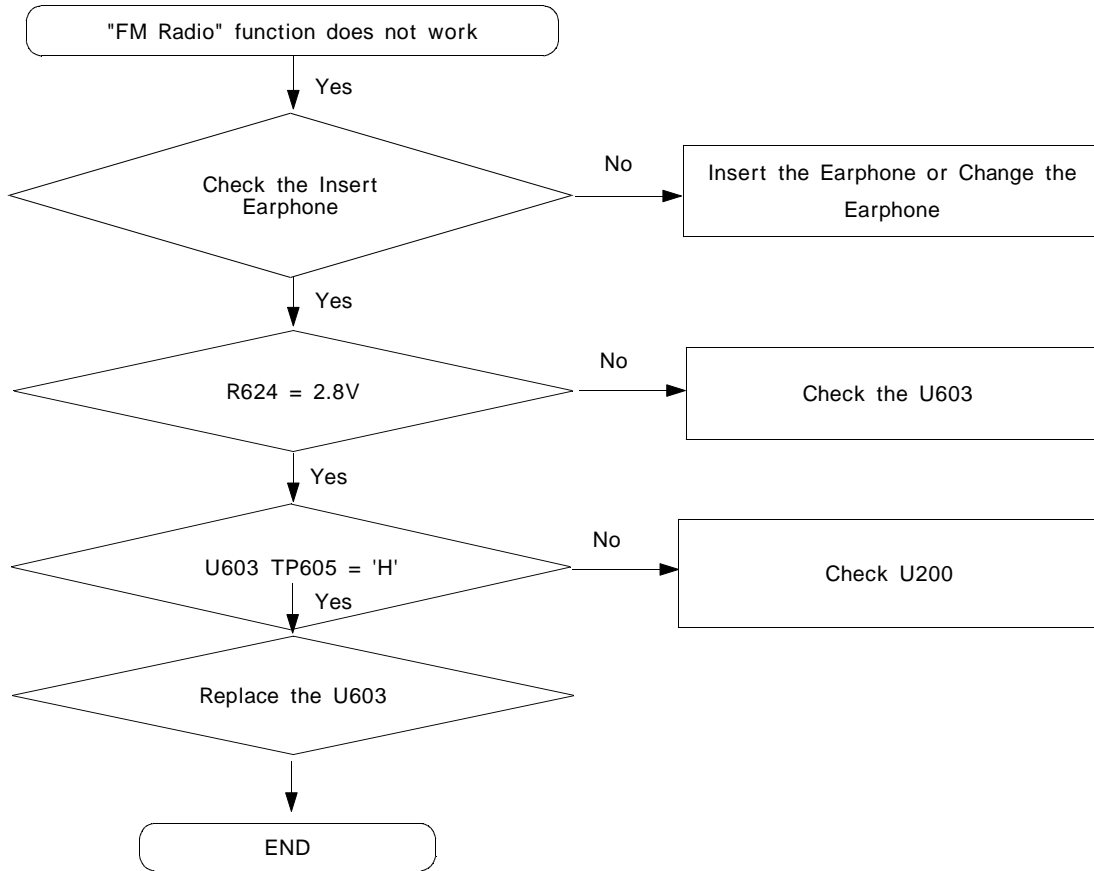 "FM Radio" function does not work
Yes
Check the Insert
Earphone
No
Insert the Earphone or Change the
Earphone
Yes
R624 = 2.8V
No
Check the U603
Yes
U603 TP605 = 'H'
No
Check U200
Yes
Replace the U603
END